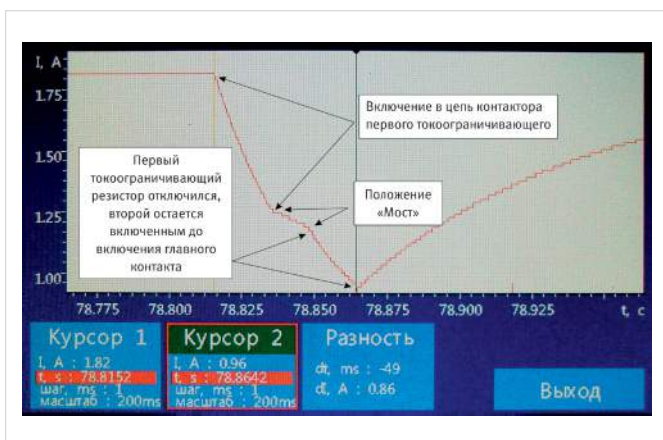 I, A
1.75
1.50
1.25
1.00
78.775 78.800 78.825 78.850 78.875 78.900 78.925 t, с
Включение в цепь контактора
первого токоограничивающего
Первый
токоограничивающий
резистор отключился,
второй остается
включенным до
включения главного
контакта
Положение
«Мост»
Курсор 1
I, A : 1.82
t, s : 78.8152
шаг, ms : 1
масштаб : 200ms
Курсор 2
I, A : 0.96
t, s : 78.8642
шаг, ms : 1
масштаб : 200ms
Разность
dt, ms : -49
dI, A : 0.86
Выход